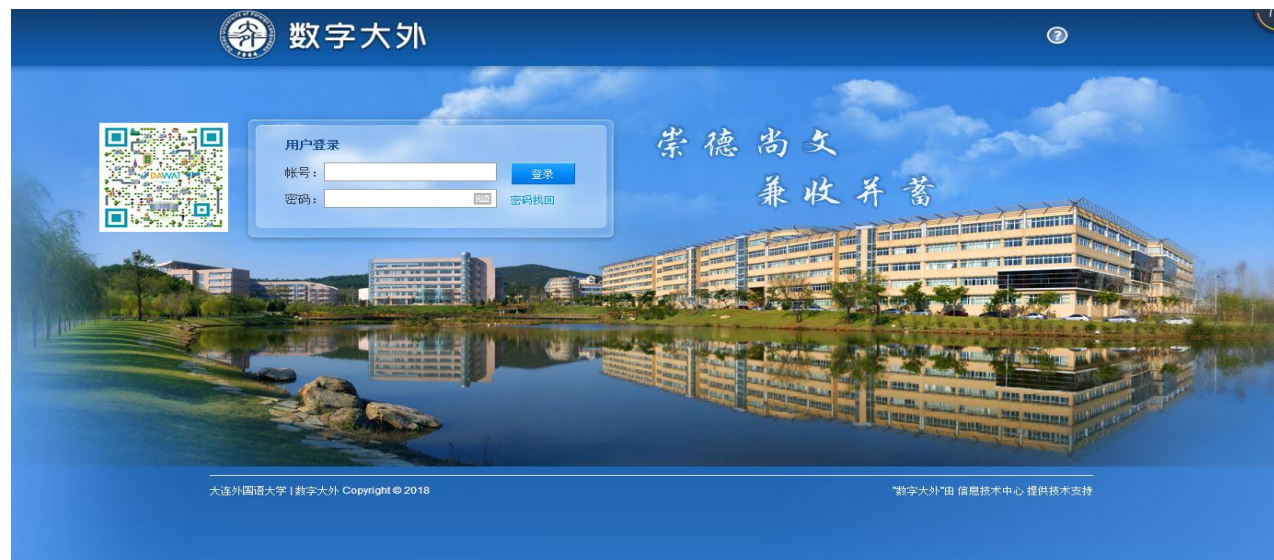 数字大外
1964
DAWAI
用户登录
帐号：
登录
密码：
密码找回
崇德尚文
兼收并蓄
大连外国语大学 | 数字大外 Copyright © 2018
"数字大外"由 信息技术中心 提供技术支持